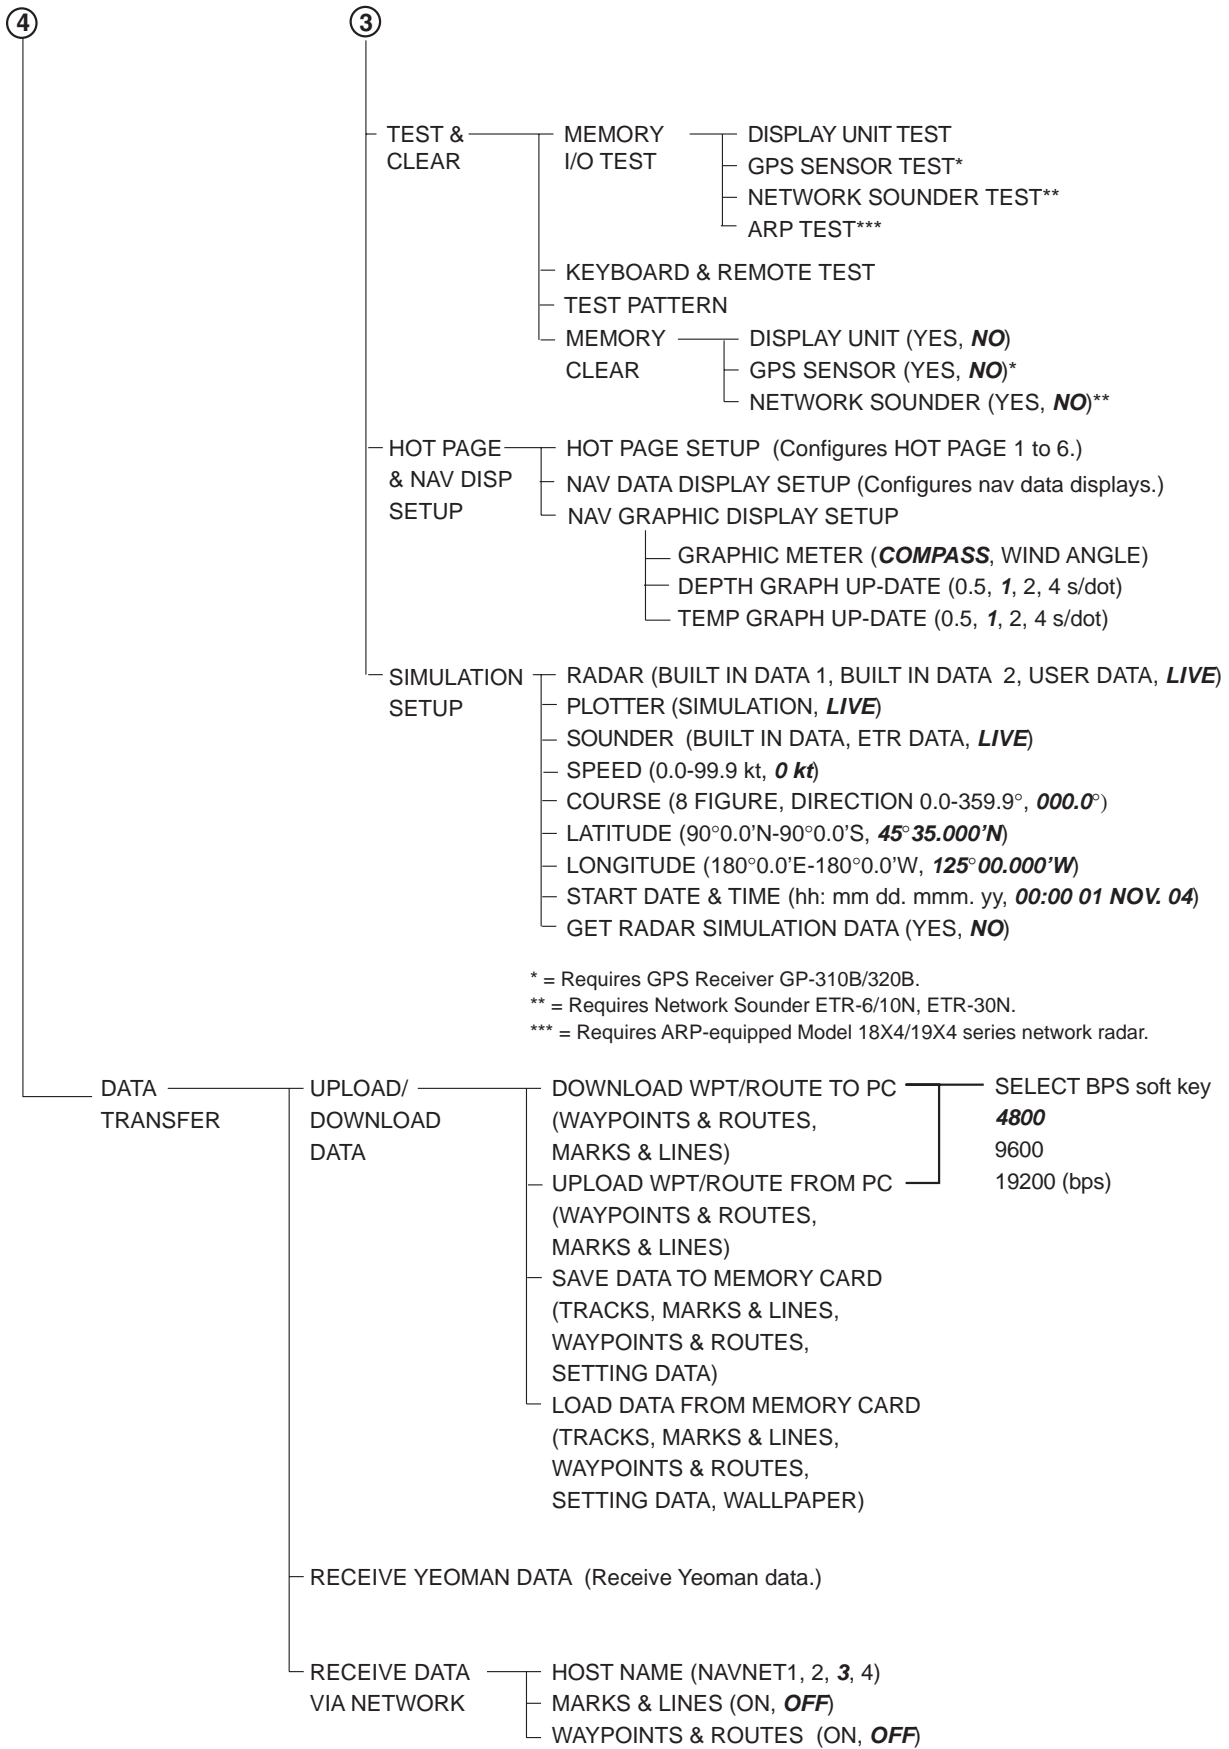 4
3
TEST &
CLEAR
MEMORY
I/O TEST
DISPLAY UNIT TEST
GPS SENSOR TEST*
NETWORK SOUNDER TEST**
ARP TEST***
KEYBOARD & REMOTE TEST
TEST PATTERN
MEMORY
CLEAR
DISPLAY UNIT (YES, NO)
GPS SENSOR (YES, NO)*
NETWORK SOUNDER (YES, NO)**
HOT PAGE
& NAV DISP
SETUP
HOT PAGE SETUP (Configures HOT PAGE 1 to 6.)
NAV DATA DISPLAY SETUP (Configures nav data displays.)
NAV GRAPHIC DISPLAY SETUP
GRAPHIC METER (COMPASS, WIND ANGLE)
DEPTH GRAPH UP-DATE (0.5, 1, 2, 4 s/dot)
TEMP GRAPH UP-DATE (0.5, 1, 2, 4 s/dot)
SIMULATION
SETUP
RADAR (BUILT IN DATA 1, BUILT IN DATA 2, USER DATA, LIVE)
PLOTTER (SIMULATION, LIVE)
SOUNDER (BUILT IN DATA, ETR DATA, LIVE)
SPEED (0.0-99.9 kt, 0 kt)
COURSE (8 FIGURE, DIRECTION 0.0-359.9°, 000.0°)
LATITUDE (90°0.0’N-90°0.0’S, 45°35.000’N)
LONGITUDE (180°0.0’E-180°0.0’W, 125°00.000’W)
START DATE & TIME (hh: mm dd. mmm. yy, 00:00 01 NOV. 04)
GET RADAR SIMULATION DATA (YES, NO)
* = Requires GPS Receiver GP-310B/320B.
** = Requires Network Sounder ETR-6/10N, ETR-30N.
*** = Requires ARP-equipped Model 18X4/19X4 series network radar.
DATA
TRANSFER
UPLOAD/
DOWNLOAD
DATA
DOWNLOAD WPT/ROUTE TO PC
(WAYPOINTS & ROUTES,
MARKS & LINES)
SELECT BPS soft key
4800
9600
19200 (bps)
UPLOAD WPT/ROUTE FROM PC
(WAYPOINTS & ROUTES,
MARKS & LINES)
SAVE DATA TO MEMORY CARD
(TRACKS, MARKS & LINES,
WAYPOINTS & ROUTES,
SETTING DATA)
LOAD DATA FROM MEMORY CARD
(TRACKS, MARKS & LINES,
WAYPOINTS & ROUTES,
SETTING DATA, WALLPAPER)
RECEIVE YEOMAN DATA (Receive Yeoman data.)
RECEIVE DATA
VIA NETWORK
HOST NAME (NAVNET1, 2, 3, 4)
MARKS & LINES (ON, OFF)
WAYPOINTS & ROUTES (ON, OFF)